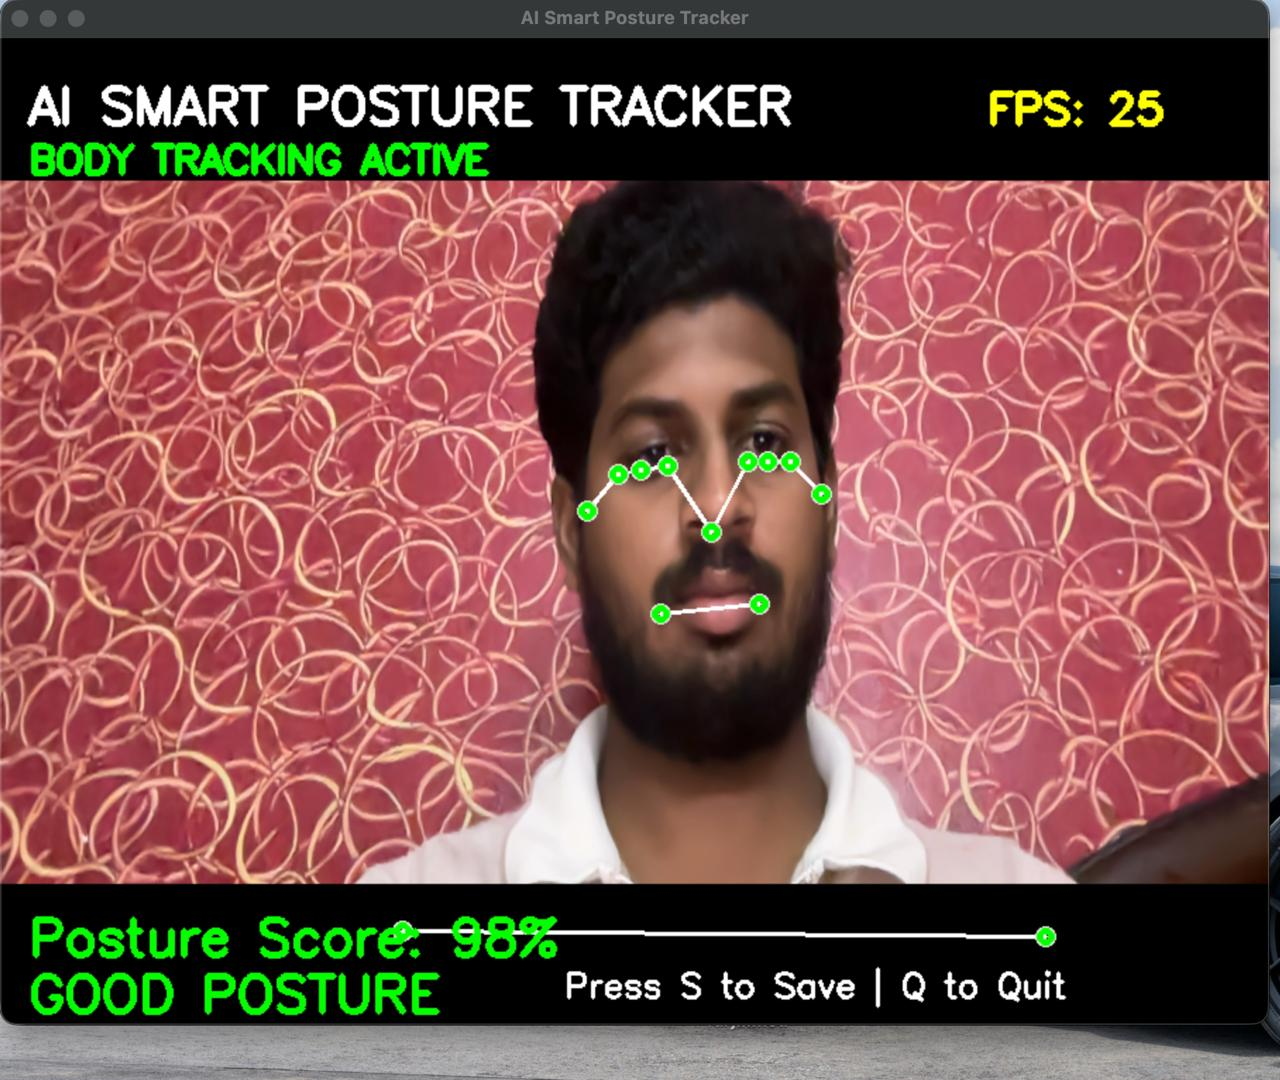 AI Smart Posture Tracker
AI SMART POSTURE TRACKER
FPS: 25
BODY TRACKING ACTIVE
Posture Score: 98%
GOOD POSTURE
Press S to Save | Q to Quit